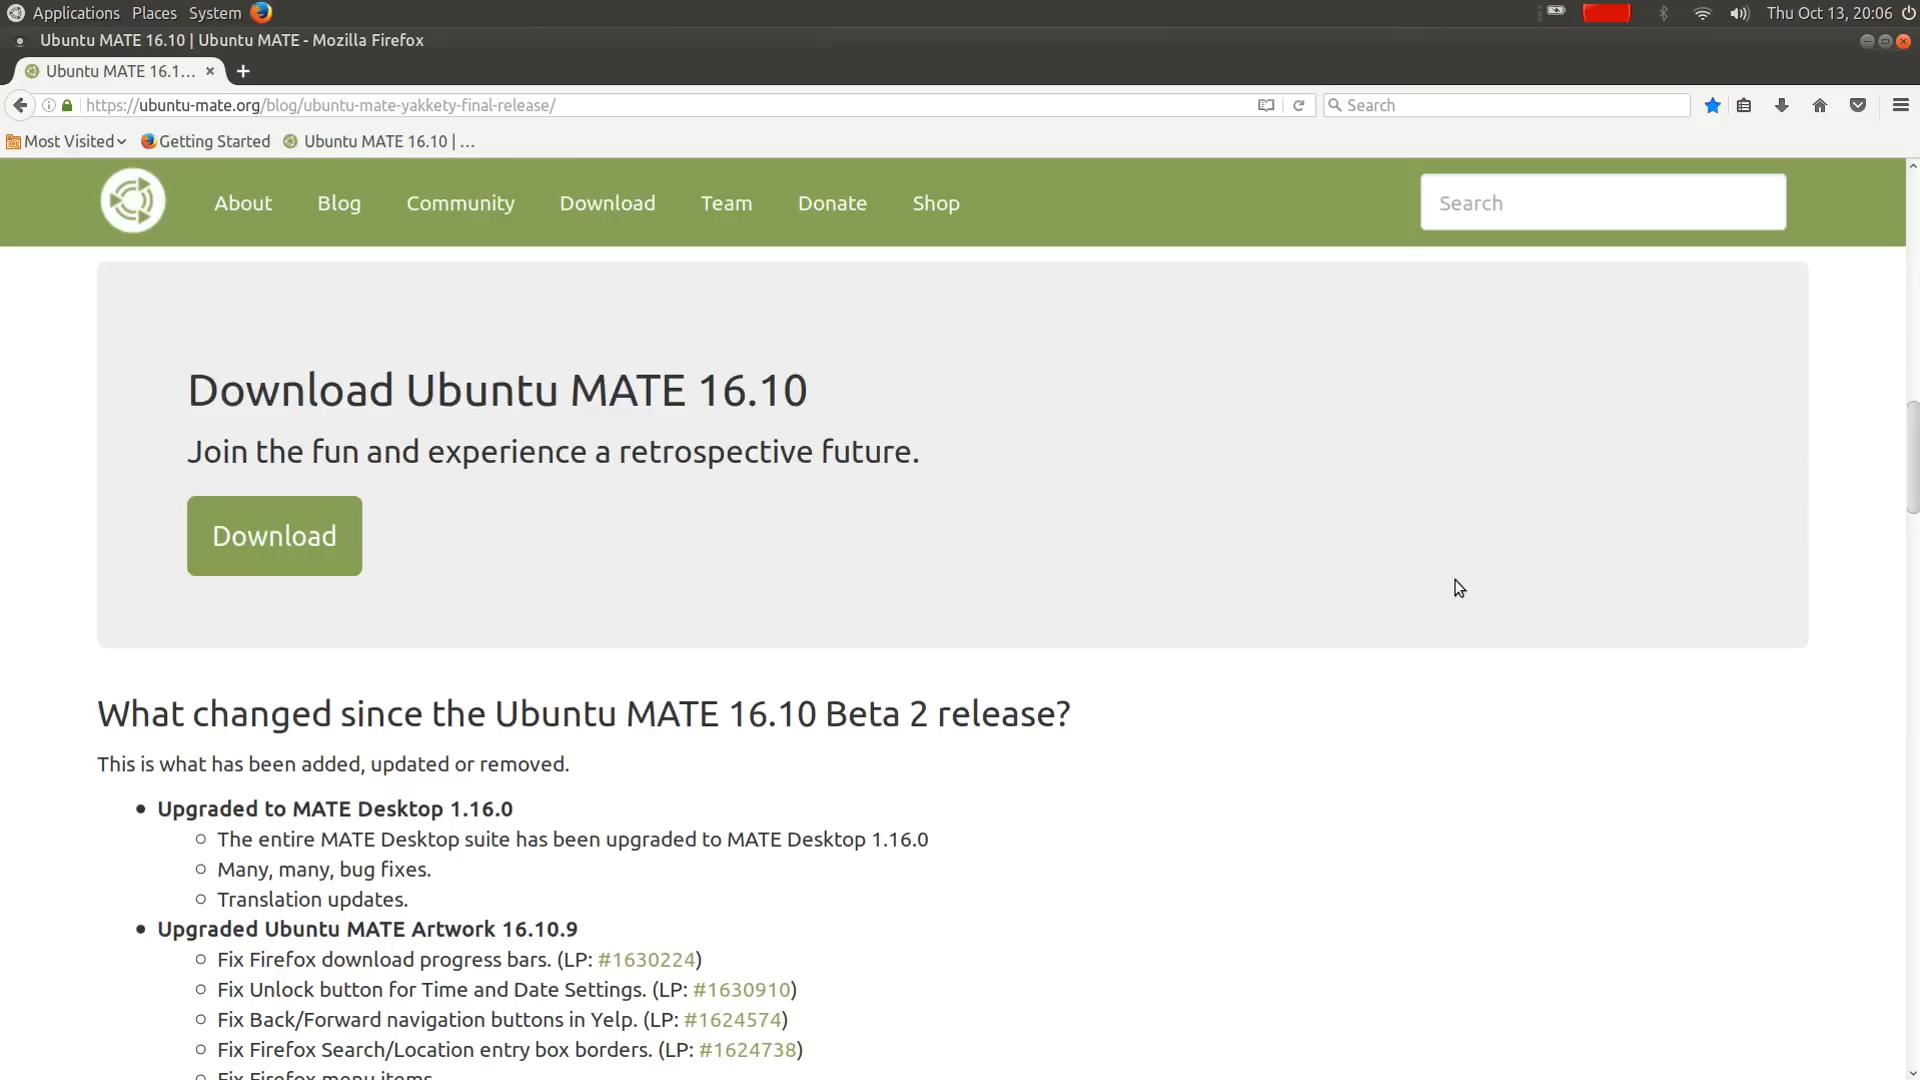 Applications Places System Thu Oct 13, 20:06
Ubuntu MATE 16.10 | Ubuntu MATE - Mozilla Firefox
Ubuntu MATE 16.1... × +
https://ubuntu-mate.org/blog/ubuntu-mate-yakkety-final-release/ Search
Most Visited Getting Started Ubuntu MATE 16.10 | ...
About Blog Community Download Team Donate Shop Search
Download Ubuntu MATE 16.10
Join the fun and experience a retrospective future.
Download
What changed since the Ubuntu MATE 16.10 Beta 2 release?
This is what has been added, updated or removed.
Upgraded to MATE Desktop 1.16.0
The entire MATE Desktop suite has been upgraded to MATE Desktop 1.16.0
Many, many, bug fixes.
Translation updates.
Upgraded Ubuntu MATE Artwork 16.10.9
Fix Firefox download progress bars. (LP: #1630224)
Fix Unlock button for Time and Date Settings. (LP: #1630910)
Fix Back/Forward navigation buttons in Yelp. (LP: #1624574)
Fix Firefox Search/Location entry box borders. (LP: #1624738)
Fix Firefox menu items